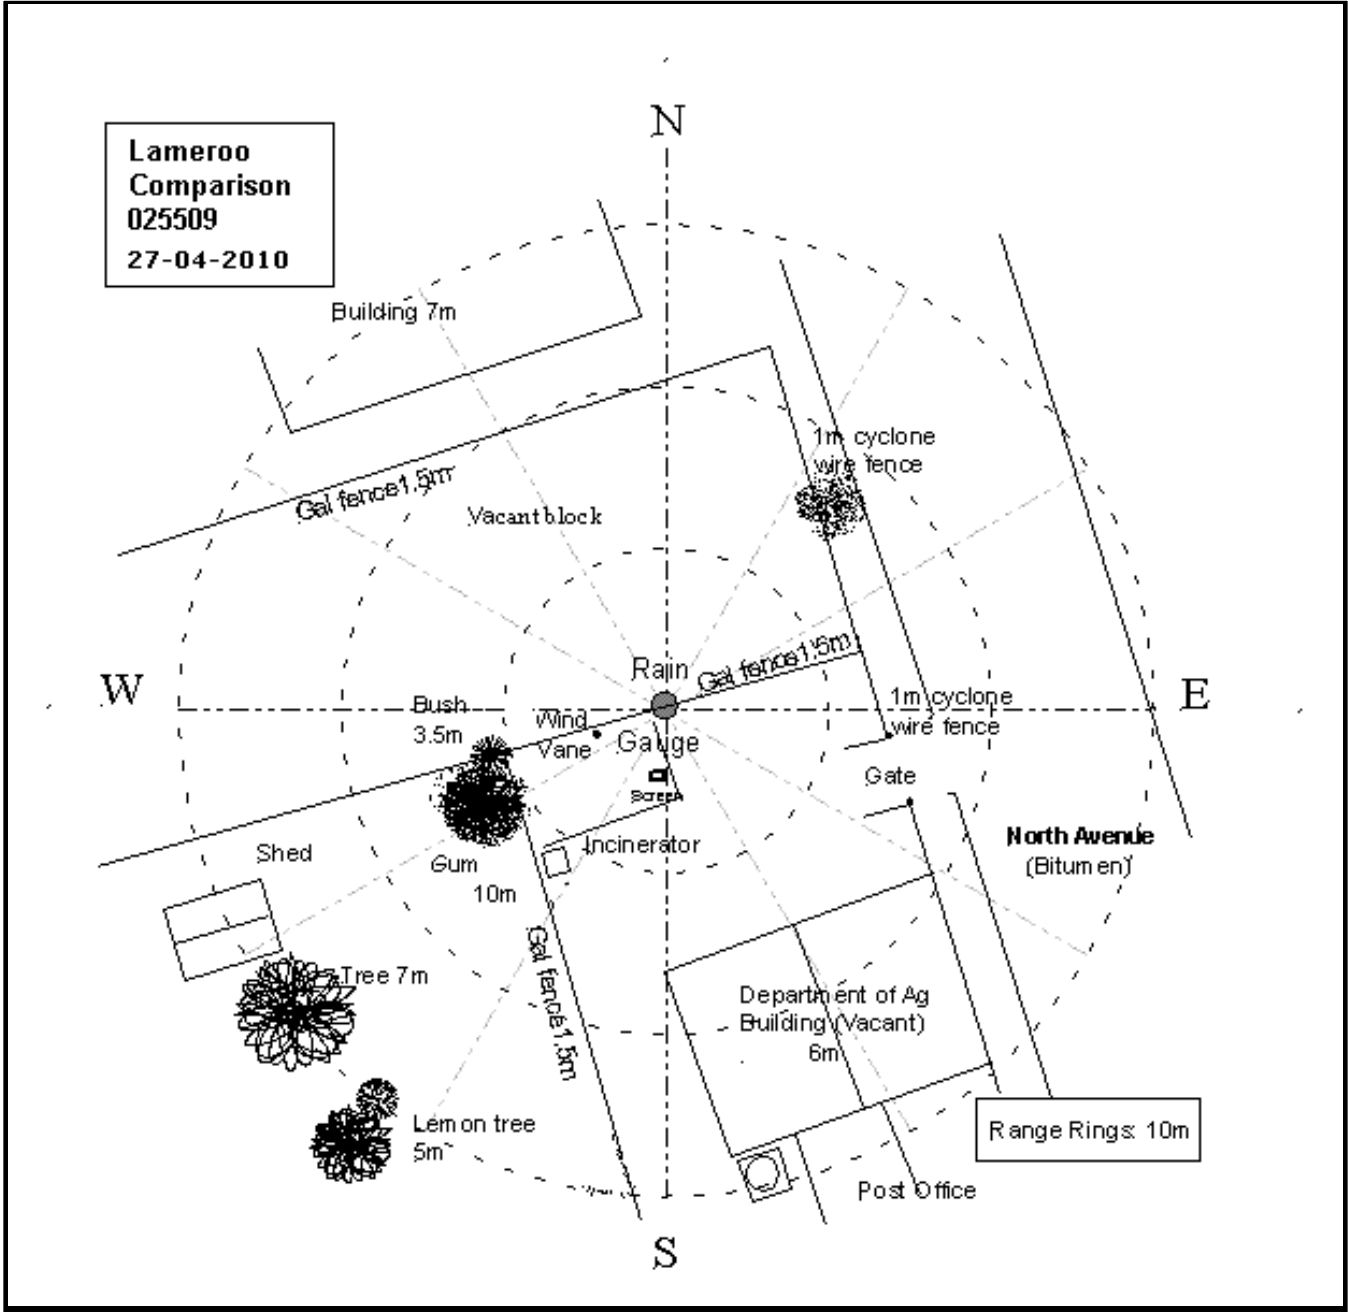 N
Lameroo
Comparison
025509
27-04-2010
Building 7m
1m cyclone
wire fence
Gal fence1.5m
Vacant block
Rain
Gauge
Gal fence1.5m
W
E
Bush
3.5m
Wind
Vane
1m cyclone
wire fence
Gate
Screen
Incinerator
North Avenue
(Bitumen)
Shed
Gum
10m
Gal fence1.5m
Tree 7m
Department of Ag
Building (Vacant)
6m
Lemon tree
5m
Range Rings: 10m
Post Office
S